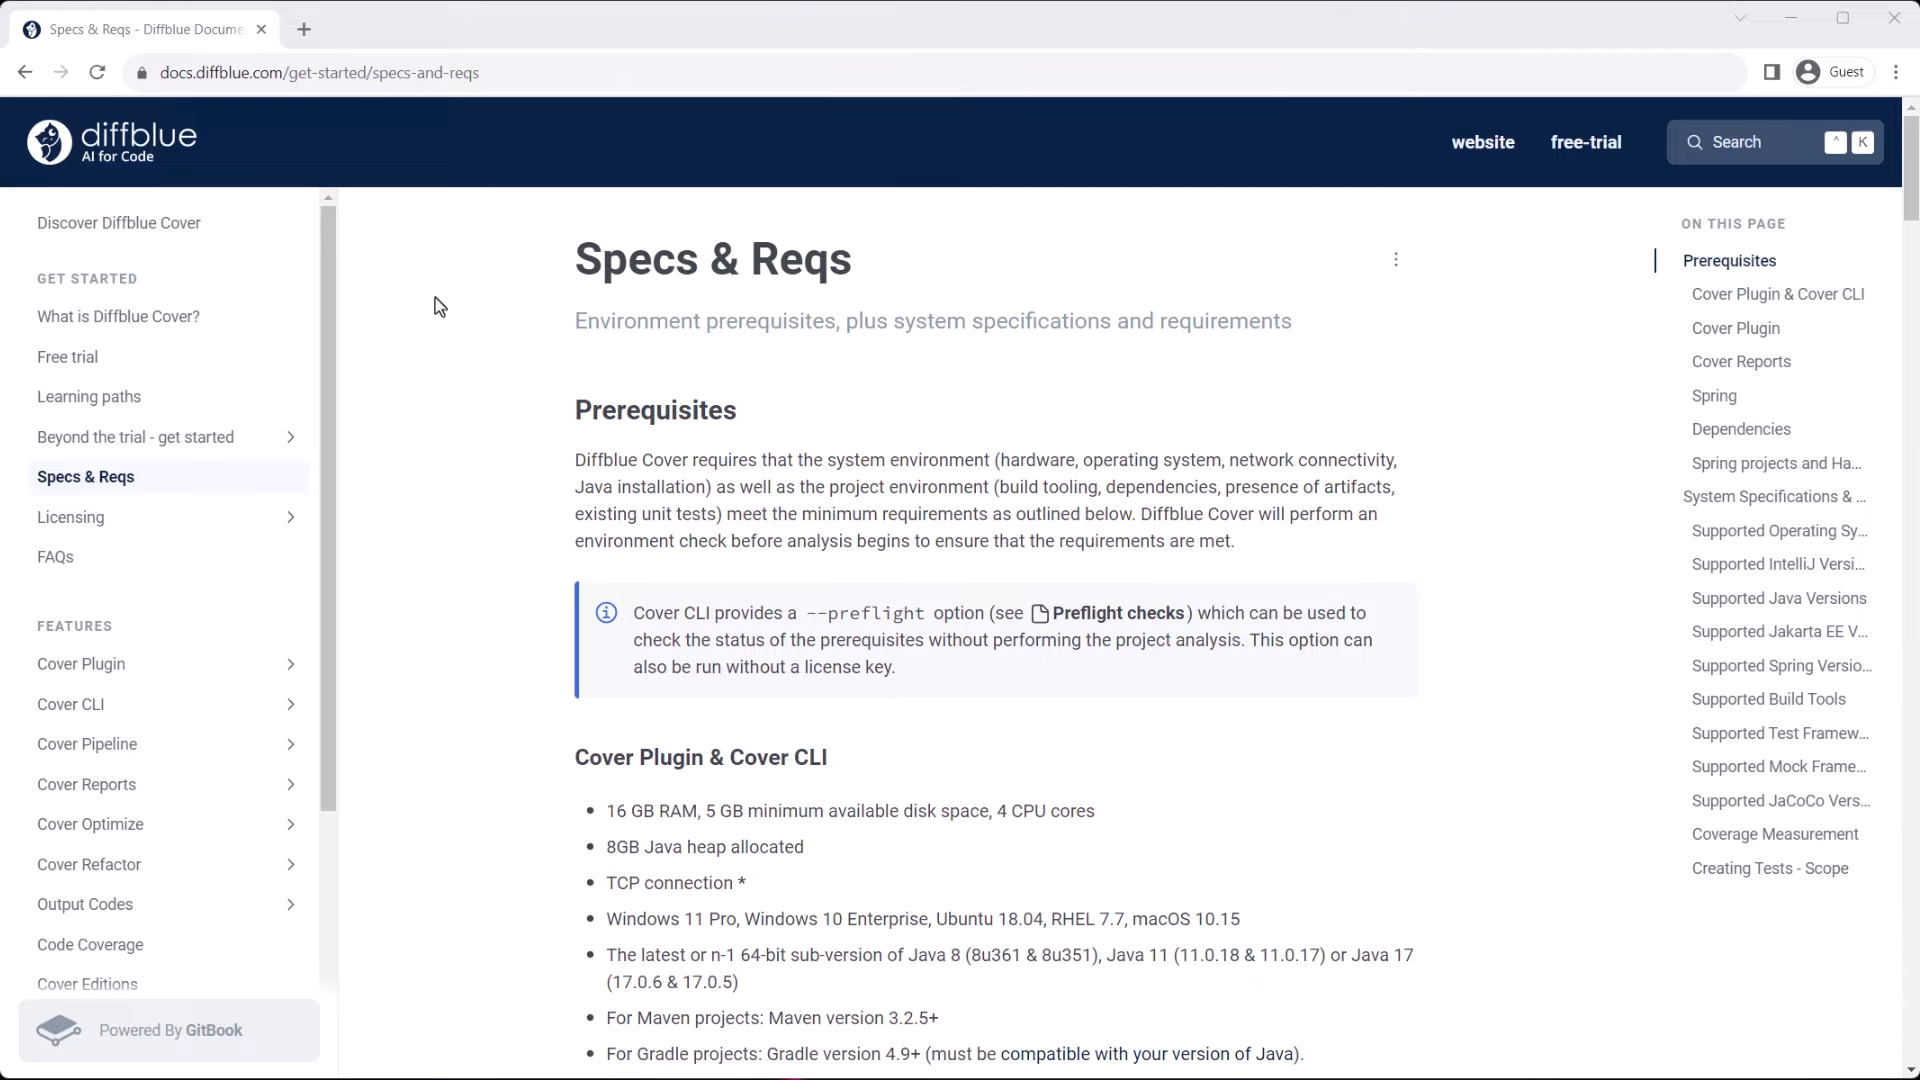 Specs & Reqs - Diffblue Docume
docs.diffblue.com/get-started/specs-and-reqs
Guest
diffblue
AI for Code
website
free-trial
Search
^
K
Discover Diffblue Cover
GET STARTED
What is Diffblue Cover?
Free trial
Learning paths
Beyond the trial - get started
Specs & Reqs
Licensing
FAQs
FEATURES
Cover Plugin
Cover CLI
Cover Pipeline
Cover Reports
Cover Optimize
Cover Refactor
Output Codes
Code Coverage
Cover Editions
Powered By GitBook
Specs & Reqs
Environment prerequisites, plus system specifications and requirements
Prerequisites
Diffblue Cover requires that the system environment (hardware, operating system, network connectivity,
Java installation) as well as the project environment (build tooling, dependencies, presence of artifacts,
existing unit tests) meet the minimum requirements as outlined below. Diffblue Cover will perform an
environment check before analysis begins to ensure that the requirements are met.
Cover CLI provides a --preflight option (see Preflight checks) which can be used to
check the status of the prerequisites without performing the project analysis. This option can
also be run without a license key.
Cover Plugin & Cover CLI
• 16 GB RAM, 5 GB minimum available disk space, 4 CPU cores
• 8GB Java heap allocated
• TCP connection *
• Windows 11 Pro, Windows 10 Enterprise, Ubuntu 18.04, RHEL 7.7, macOS 10.15
• The latest or n-1 64-bit sub-version of Java 8 (8u361 & 8u351), Java 11 (11.0.18 & 11.0.17) or Java 17
(17.0.6 & 17.0.5)
• For Maven projects: Maven version 3.2.5+
• For Gradle projects: Gradle version 4.9+ (must be compatible with your version of Java).
ON THIS PAGE
Prerequisites
Cover Plugin & Cover CLI
Cover Plugin
Cover Reports
Spring
Dependencies
Spring projects and Ha...
System Specifications & ...
Supported Operating Sy...
Supported IntelliJ Versi...
Supported Java Versions
Supported Jakarta EE V...
Supported Spring Versio...
Supported Build Tools
Supported Test Framew...
Supported Mock Frame...
Supported JaCoCo Vers...
Coverage Measurement
Creating Tests - Scope